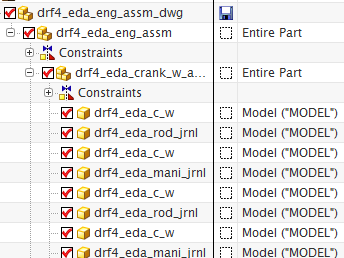 drf4_eda_eng_assm_dwg
drf4_eda_eng_assm Entire Part
Constraints
drf4_eda_crank_w_a... Entire Part
Constraints
drf4_eda_c_w Model ("MODEL")
drf4_eda_rod_jrnl Model ("MODEL")
drf4_eda_c_w Model ("MODEL")
drf4_eda_mani_jrnl Model ("MODEL")
drf4_eda_c_w Model ("MODEL")
drf4_eda_rod_jrnl Model ("MODEL")
drf4_eda_c_w Model ("MODEL")
drf4_eda_mani_jrnl Model ("MODEL")